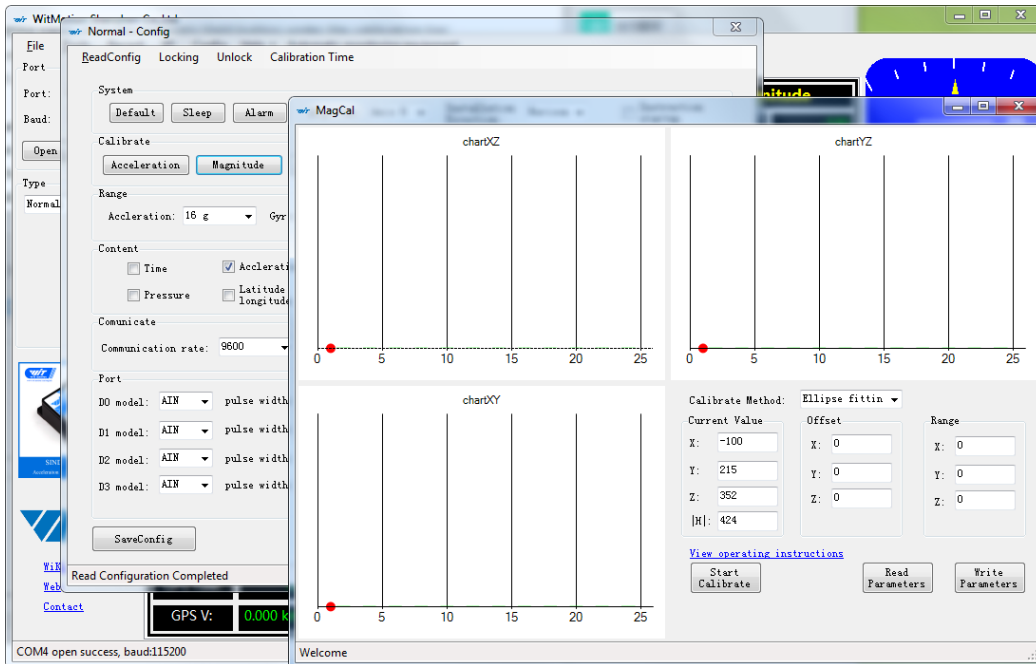 WitMotion Shenzhen Co.,Ltd
File
Port
Port:
Baud:
Open
Type
Normal
Contact
COM4 open success, baud:115200
GPS V:
0.000 k
Normal - Config
ReadConfig Locking Unlock Calibration Time
System
Default Sleep Alarm
Calibrate
Acceleration Magnitude
Range
Accleration: 16 g Gyr
Content
Time Acclerati
Pressure Latitude
longitude
Comunicate
Communication rate: 9600
Port
D0 model: AIN pulse width
D1 model: AIN pulse width
D2 model: AIN pulse width
D3 model: AIN pulse width
SaveConfig
Read Configuration Completed
MagCal
chartXZ
0 5 10 15 20 25
chartYZ
0 5 10 15 20 25
chartXY
0 5 10 15 20 25
Calibrate Method: Ellipse fittin
Current Value Offset Range
X: -100 X: 0 X: 0
Y: 215 Y: 0 Y: 0
Z: 352 Z: 0 Z: 0
|H|: 424
View operating instructions
Start
Calibrate
Read
Parameters
Write
Parameters
Welcome